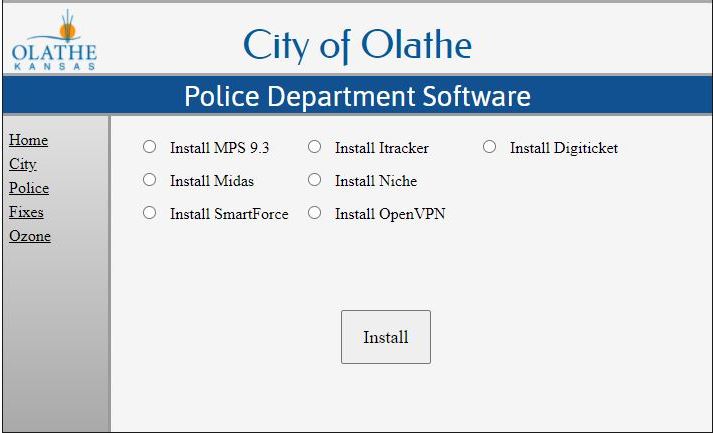 OLATHE
KANSAS
City of Olathe
Police Department Software
Home
City
Police
Fixes
Ozone
Install MPS 9.3 Install Itracker Install Digiticket
Install Midas Install Niche
Install SmartForce Install OpenVPN
Install